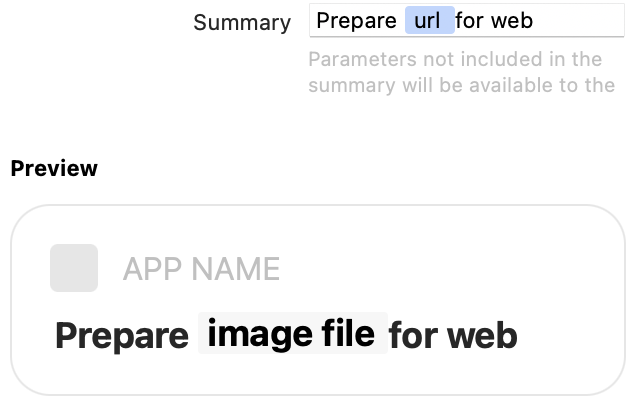 Summary Prepare url for web
Parameters not included in the
summary will be available to the
Preview
APP NAME
Prepare image file for web